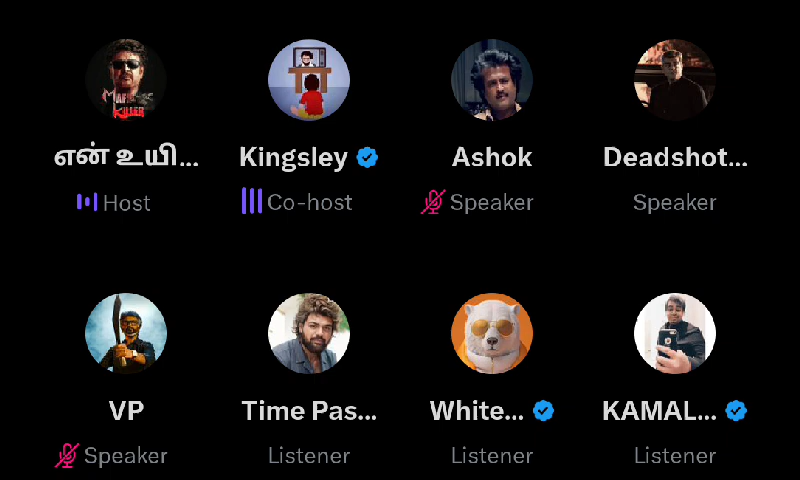 என் உயி...
Kingsley
Ashok
Deadshot...
Host
Co-host
Speaker
Speaker
VP
Time Pas...
White...
KAMAL...
Speaker
Listener
Listener
Listener